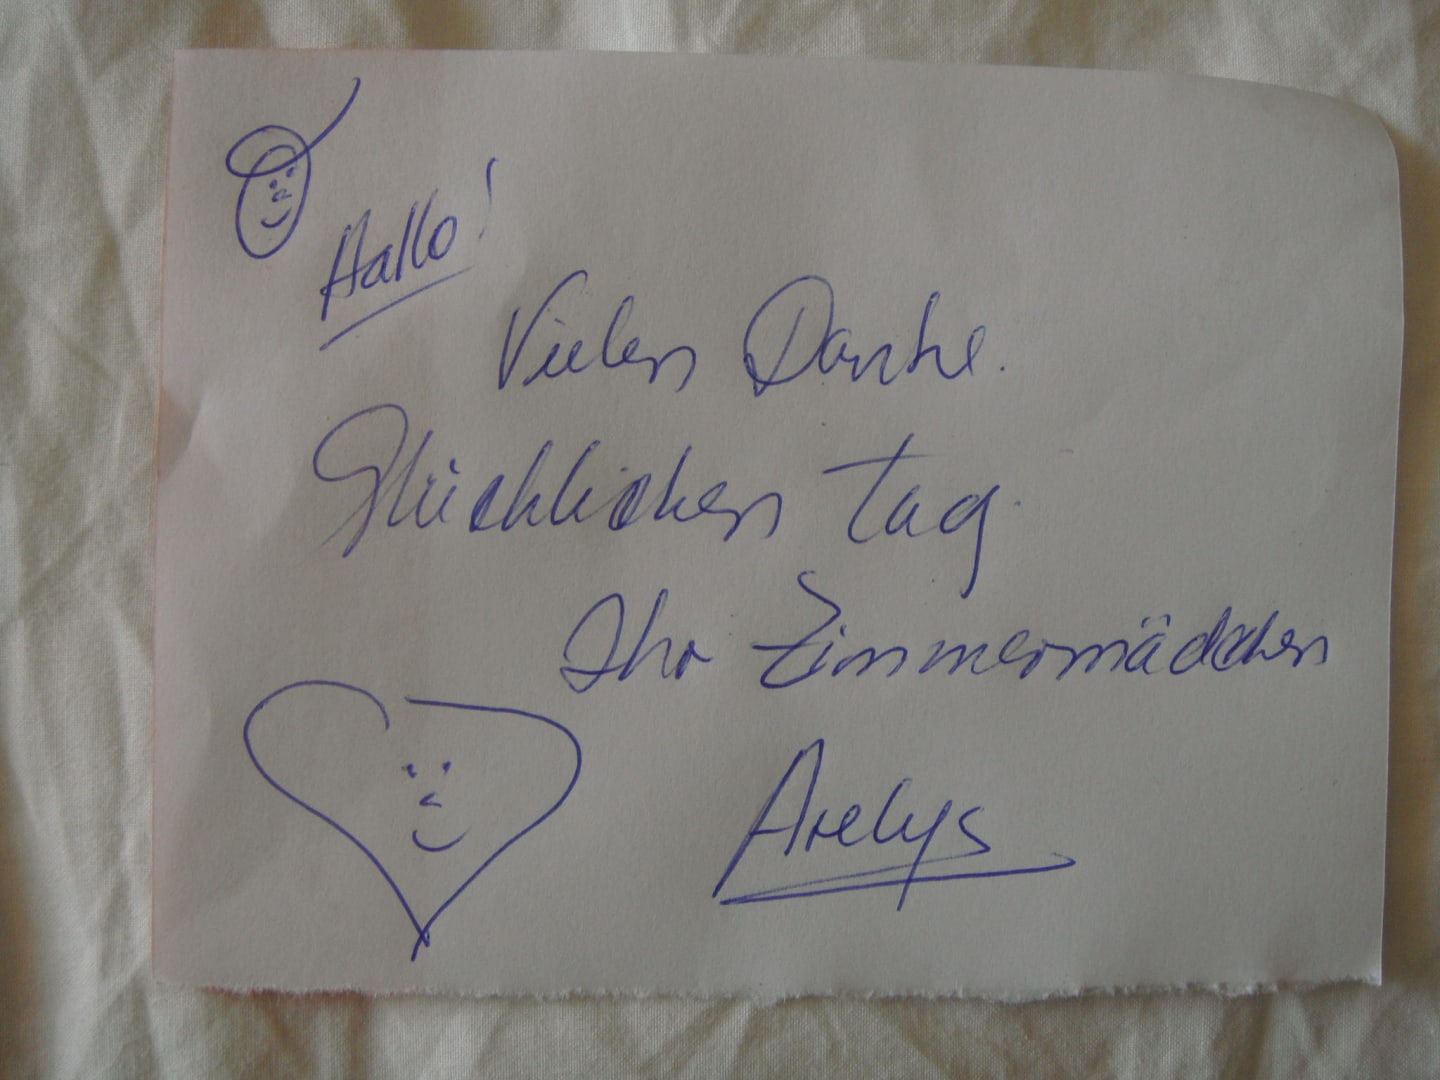 Hallo!
Vielen Danke.
Glücklichen tag.
Ihr Zimmermädchen
Arelys